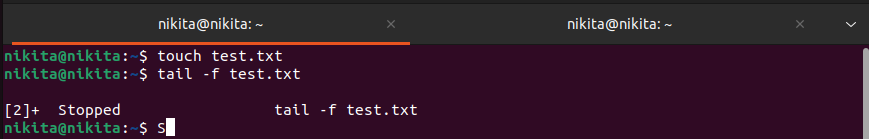 nikita@nikita: ~ nikita@nikita: ~
nikita@nikita:~$ touch test.txt
nikita@nikita:~$ tail -f test.txt
[2]+  Stopped                 tail -f test.txt
nikita@nikita:~$ S